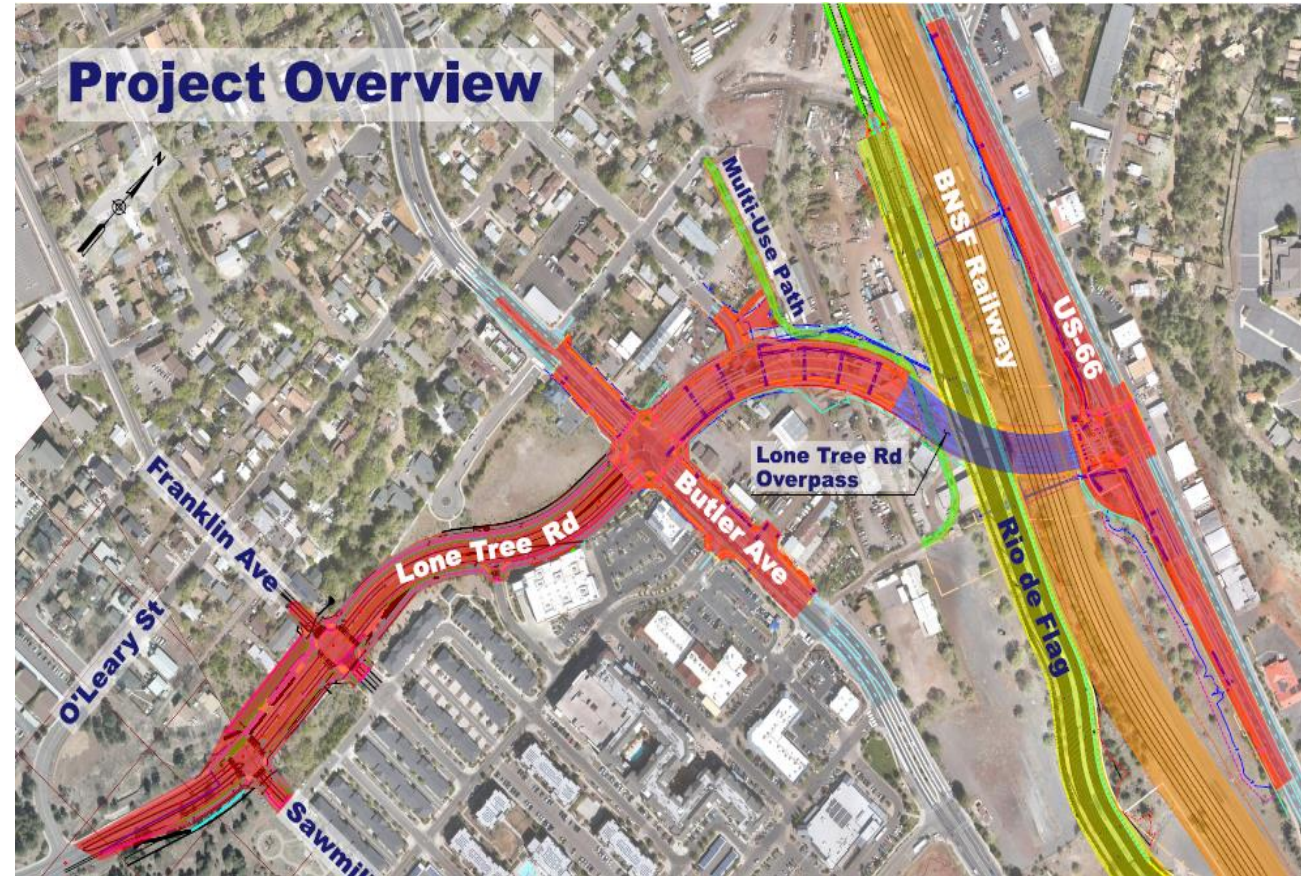 Project Overview
N
Multi-Use Path
BNSF Railway
US-66
Lone Tree Rd
Overpass
Butler Ave
Lone Tree Rd
Franklin Ave
O'Leary St
Rio de Flag
Sawmil